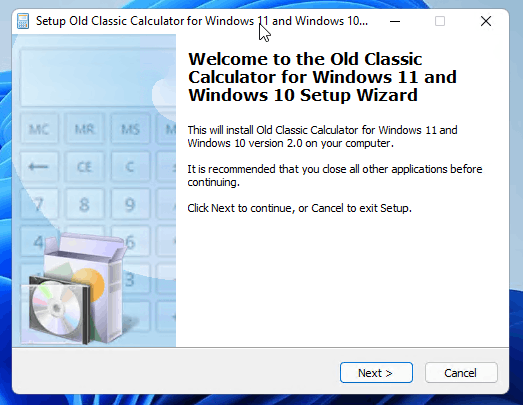 Setup Old Classic Calculator for Windows 11 and Windows 10...
Welcome to the Old Classic
Calculator for Windows 11 and
Windows 10 Setup Wizard
This will install Old Classic Calculator for Windows 11 and
Windows 10 version 2.0 on your computer.
It is recommended that you close all other applications before
continuing.
Click Next to continue, or Cancel to exit Setup.
MC MR MS M
← CE C
7 8 9
4 6
3
Next > Cancel